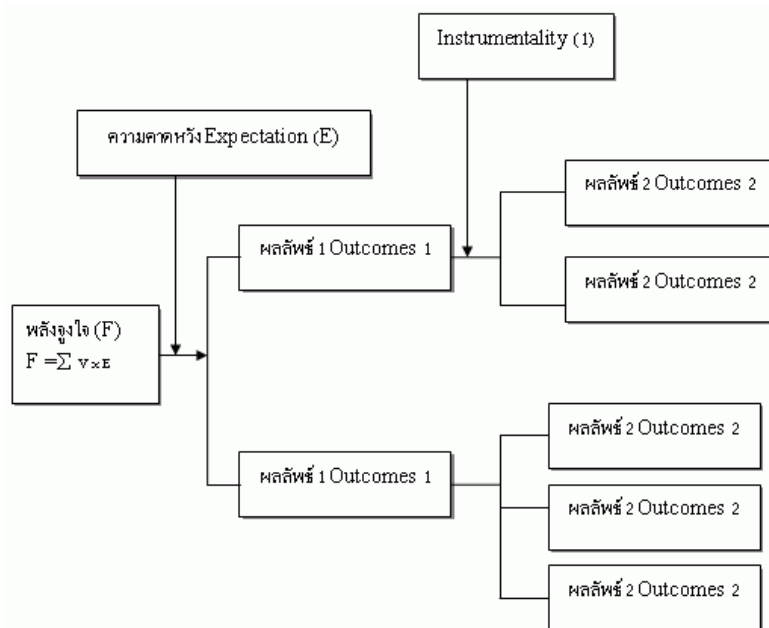 Instrumentality (1)
ความคาดหวัง Expectation (E)
ผลลัพธ์ 2 Outcomes 2
ผลลัพธ์ 1 Outcomes 1
ผลลัพธ์ 2 Outcomes 2
พลังจูงใจ (F)
F =∑ V×E
ผลลัพธ์ 2 Outcomes 2
ผลลัพธ์ 1 Outcomes 1
ผลลัพธ์ 2 Outcomes 2
ผลลัพธ์ 2 Outcomes 2